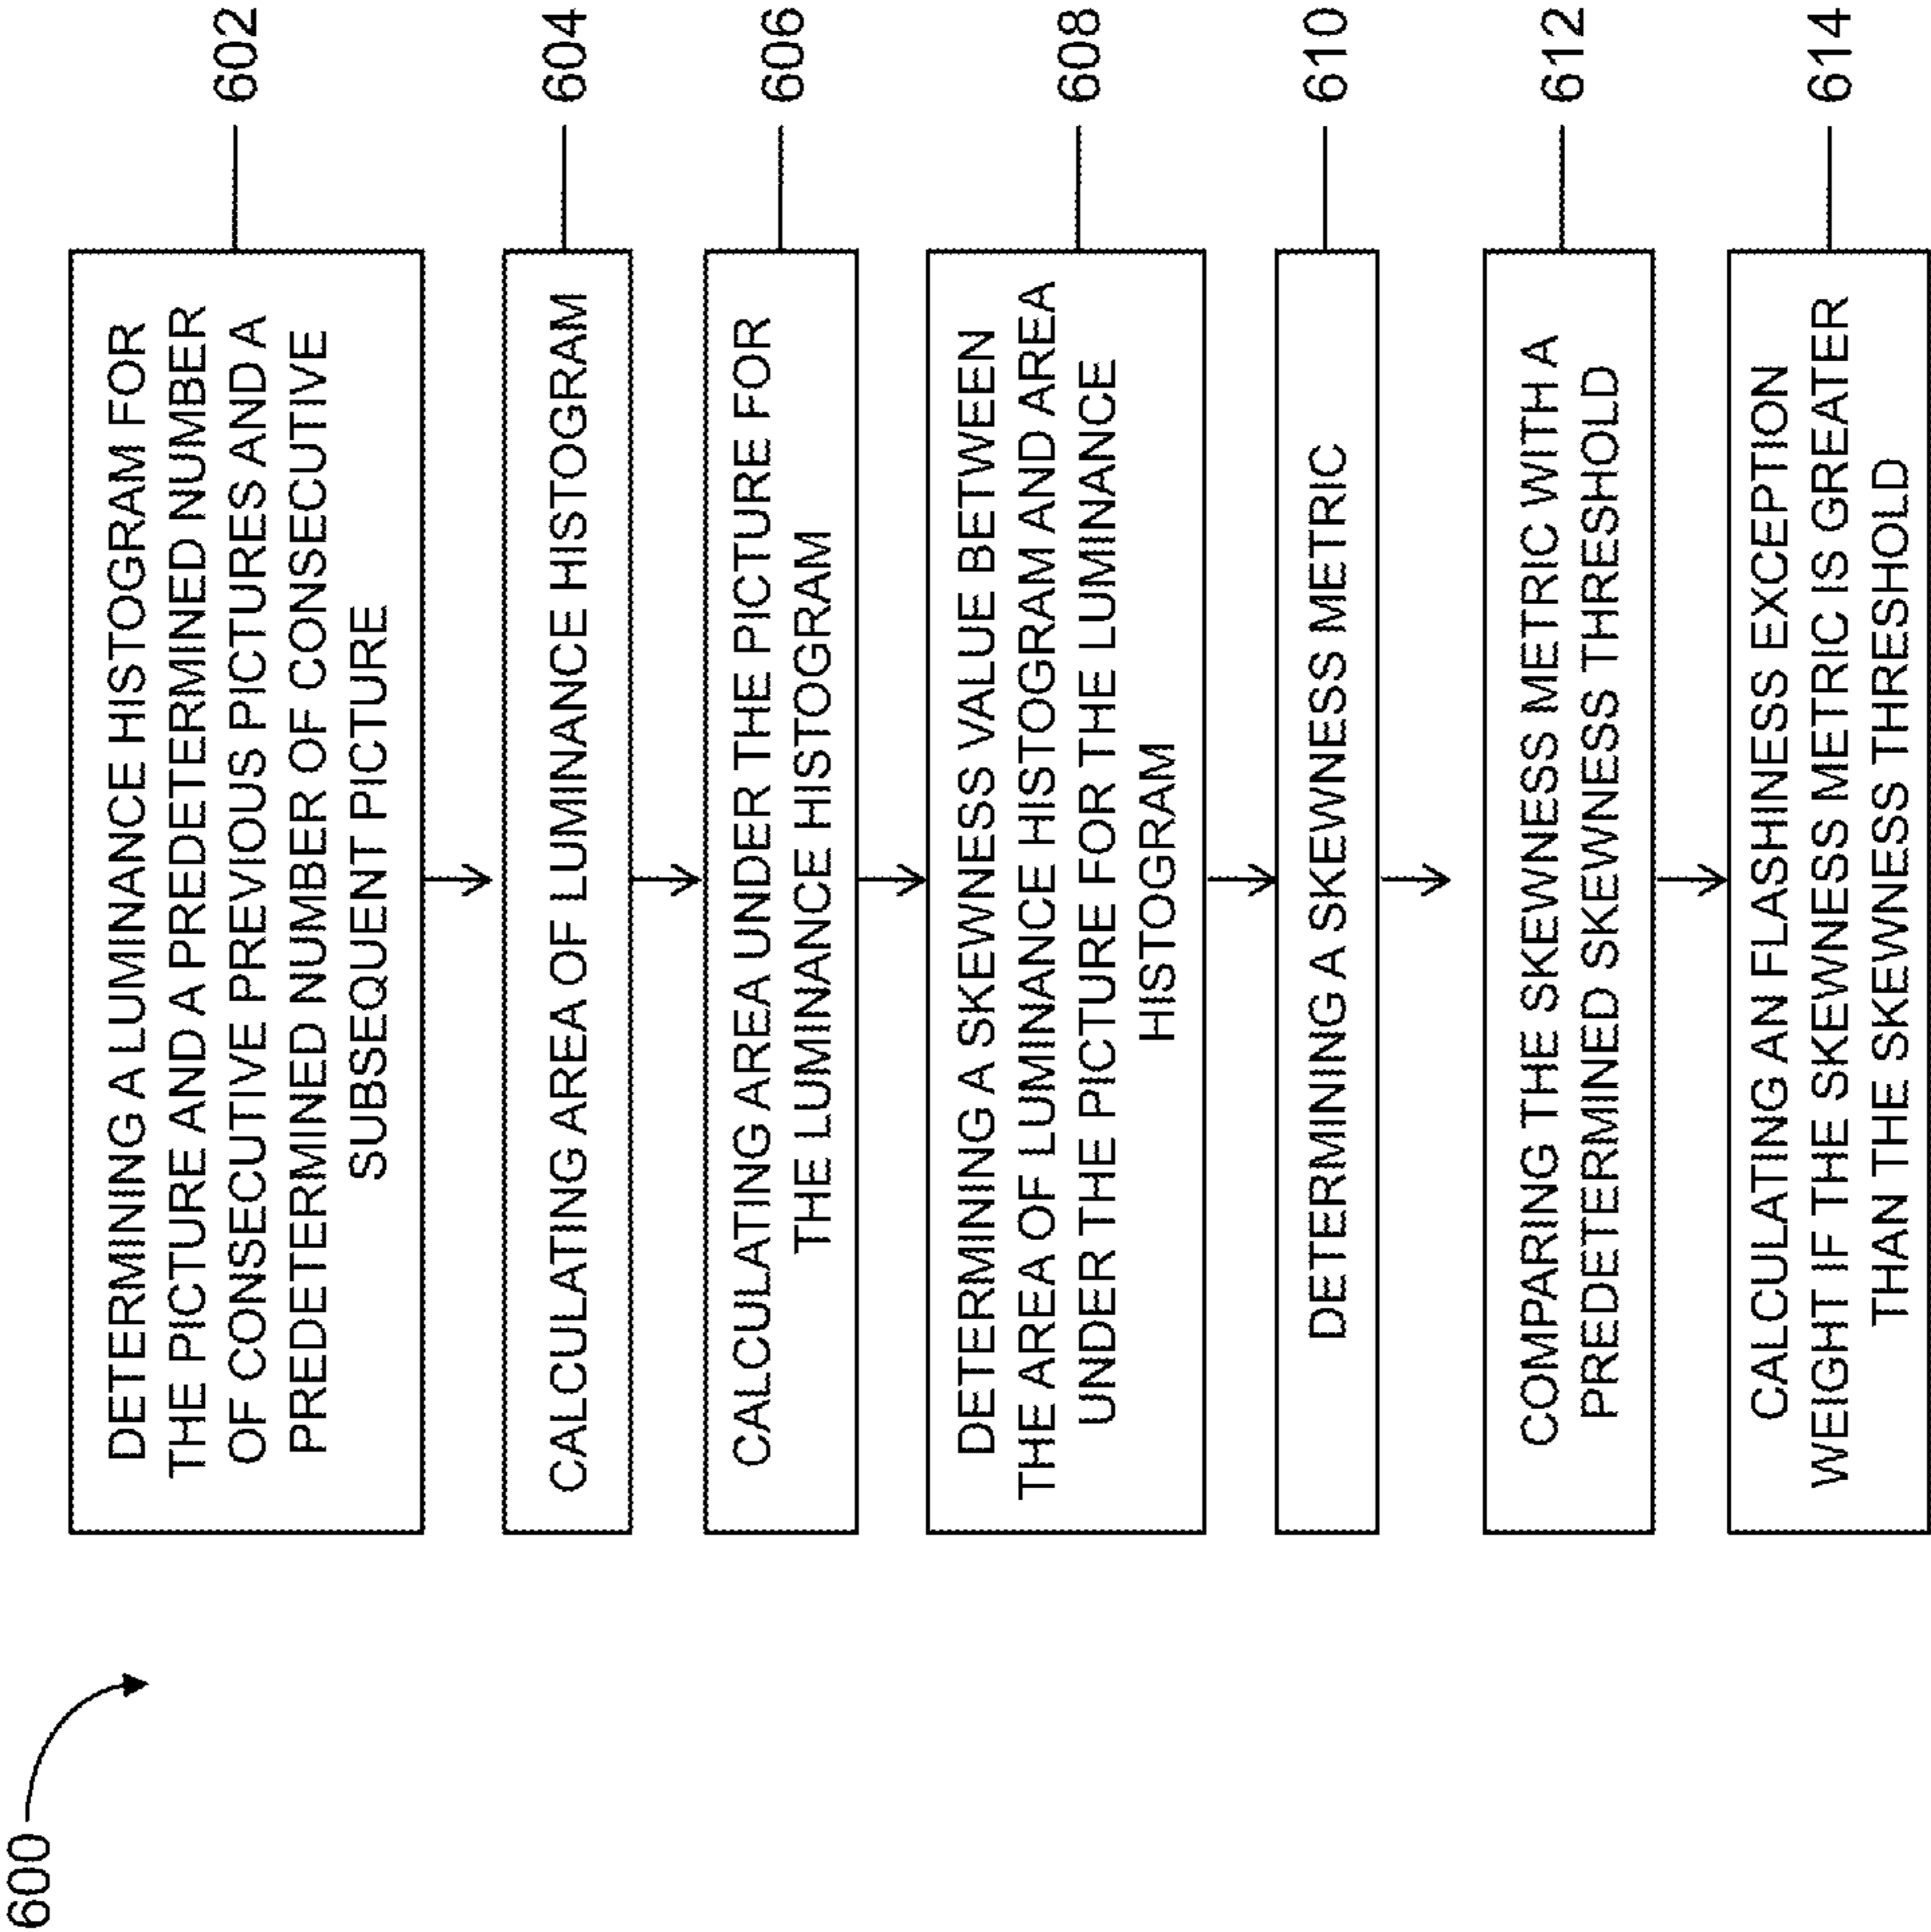 600
DETERMINING A LUMINANCE HISTOGRAM FOR
THE PICTURE AND A PREDETERMINED NUMBER
OF CONSECUTIVE PREVIOUS PICTURES AND A
PREDETERMINED NUMBER OF CONSECUTIVE
SUBSEQUENT PICTURE
602
CALCULATING AREA OF LUMINANCE HISTOGRAM
604
CALCULATING AREA UNDER THE PICTURE FOR
THE LUMINANCE HISTOGRAM
606
DETERMINING A SKEWNESS VALUE BETWEEN
THE AREA OF LUMINANCE HISTOGRAM AND AREA
UNDER THE PICTURE FOR THE LUMINANCE
HISTOGRAM
608
DETERMINING A SKEWNESS METRIC
610
COMPARING THE SKEWNESS METRIC WITH A
PREDETERMINED SKEWNESS THRESHOLD
612
CALCULATING AN FLASHINESS EXCEPTION
WEIGHT IF THE SKEWNESS METRIC IS GREATER
THAN THE SKEWNESS THRESHOLD
614